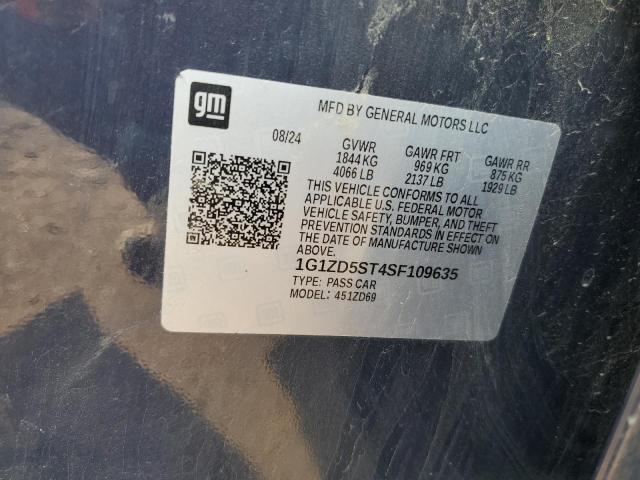 gm
MFD BY GENERAL MOTORS LLC
08/24 GVWR GAWR FRT GAWR RR
1844 KG 969 KG 875 KG
4066 LB 2137 LB 1929 LB
THIS VEHICLE CONFORMS TO ALL
APPLICABLE U.S. FEDERAL MOTOR
VEHICLE SAFETY, BUMPER, AND THEFT
PREVENTION STANDARDS IN EFFECT ON
THE DATE OF MANUFACTURE SHOWN
ABOVE.
1G1ZD5ST4SF109635
TYPE: PASS CAR
MODEL: 451ZD69